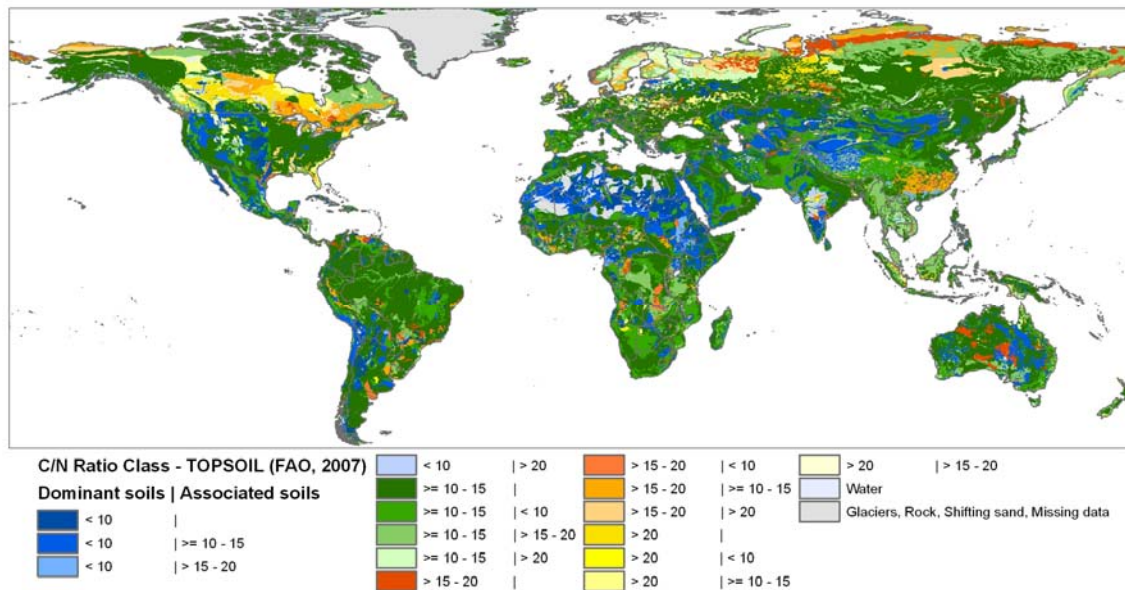 C/N Ratio Class - TOPSOIL (FAO, 2007)
Dominant soils | Associated soils
< 10 |
< 10 | >= 10 - 15
< 10 | > 15 - 20
< 10 | > 20
>= 10 - 15 |
>= 10 - 15 | < 10
>= 10 - 15 | > 15 - 20
>= 10 - 15 | > 20
> 15 - 20 |
> 15 - 20 | < 10
> 15 - 20 | >= 10 - 15
> 15 - 20 | > 20
> 20 |
> 20 | < 10
> 20 | >= 10 - 15
> 20 | > 15 - 20
Water
Glaciers, Rock, Shifting sand, Missing data